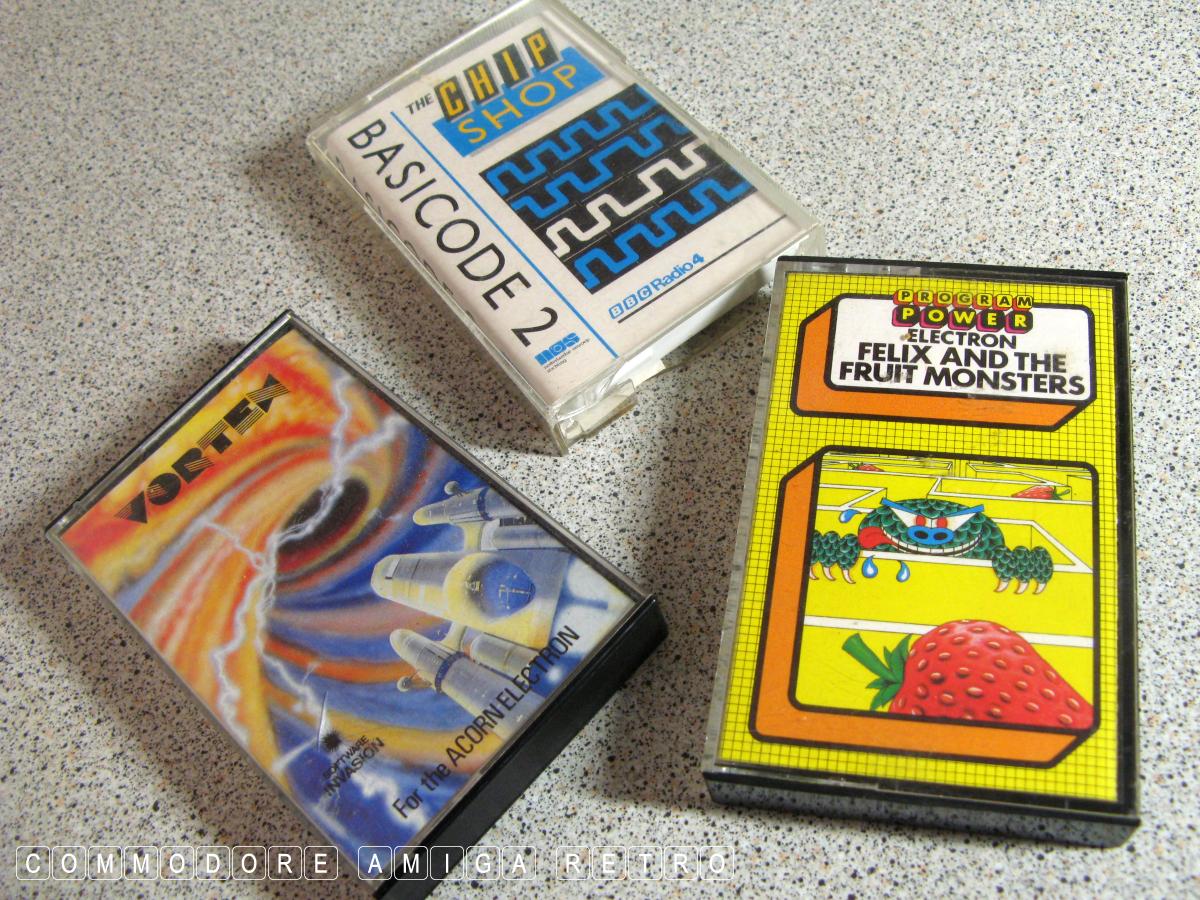 THE CHIP
SHOP
BASICODE 2
BBC Radio 4
nos
PROGRAM
POWER
ELECTRON
FELIX AND THE
FRUIT MONSTERS
VORTEX
SOFTWARE
INVASION
For the ACORN ELECTRON
COMMODORE AMIGA RETRO